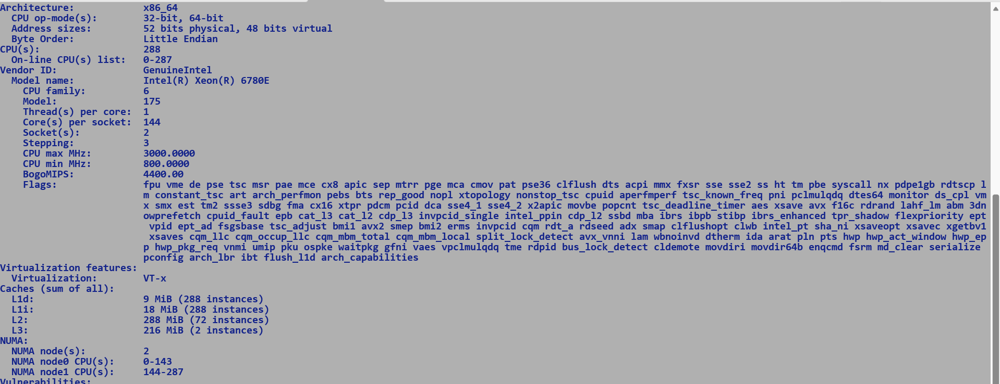 Architecture:            x86_64
  CPU op-mode(s):        32-bit, 64-bit
  Address sizes:         52 bits physical, 48 bits virtual
  Byte Order:            Little Endian
CPU(s):                  288
  On-line CPU(s) list:   0-287
Vendor ID:               GenuineIntel
  Model name:            Intel(R) Xeon(R) 6780E
    CPU family:          6
    Model:               175
    Thread(s) per core:  1
    Core(s) per socket:  144
    Socket(s):           2
    Stepping:            3
    CPU max MHz:         3000.0000
    CPU min MHz:         800.0000
    BogoMIPS:            4400.00
    Flags:               fpu vme de pse tsc msr pae mce cx8 apic sep mtrr pge mca cmov pat pse36 clflush dts acpi mmx fxsr sse sse2 ss ht tm pbe syscall nx pdpe1gb rdtscp l
                         m constant_tsc art arch_perfmon pebs bts rep_good nopl xtopology nonstop_tsc cpuid aperfmperf tsc_known_freq pni pclmulqdq dtes64 monitor ds_cpl vm
                         x smx est tm2 ssse3 sdbg fma cx16 xtpr pdcm pcid dca sse4_1 sse4_2 x2apic movbe popcnt tsc_deadline_timer aes xsave avx f16c rdrand lahf_lm abm 3dn
                         owprefetch cpuid_fault epb cat_l3 cat_l2 cdp_l3 invpcid_single intel_ppin cdp_l2 ssbd mba ibrs ibpb stibp ibrs_enhanced tpr_shadow flexpriority ept
                          vpid ept_ad fsgsbase tsc_adjust bmi1 avx2 smep bmi2 erms invpcid cqm rdt_a rdseed adx smap clflushopt clwb intel_pt sha_ni xsaveopt xsavec xgetbv1
                          xsaves cqm_llc cqm_occup_llc cqm_mbm_total cqm_mbm_local split_lock_detect avx_vnni lam wbnoinvd dtherm ida arat pln pts hwp hwp_act_window hwp_ep
                         p hwp_pkg_req vnmi umip pku ospke waitpkg gfni vaes vpclmulqdq tme rdpid bus_lock_detect cldemote movdiri movdir64b enqcmd fsrm md_clear serialize
                         pconfig arch_lbr ibt flush_l1d arch_capabilities
Virtualization features:
  Virtualization:        VT-x
Caches (sum of all):
  L1d:                   9 MiB (288 instances)
  L1i:                   18 MiB (288 instances)
  L2:                    288 MiB (72 instances)
  L3:                    216 MiB (2 instances)
NUMA:
  NUMA node(s):          2
  NUMA node0 CPU(s):     0-143
  NUMA node1 CPU(s):     144-287
Vulnerabilities: